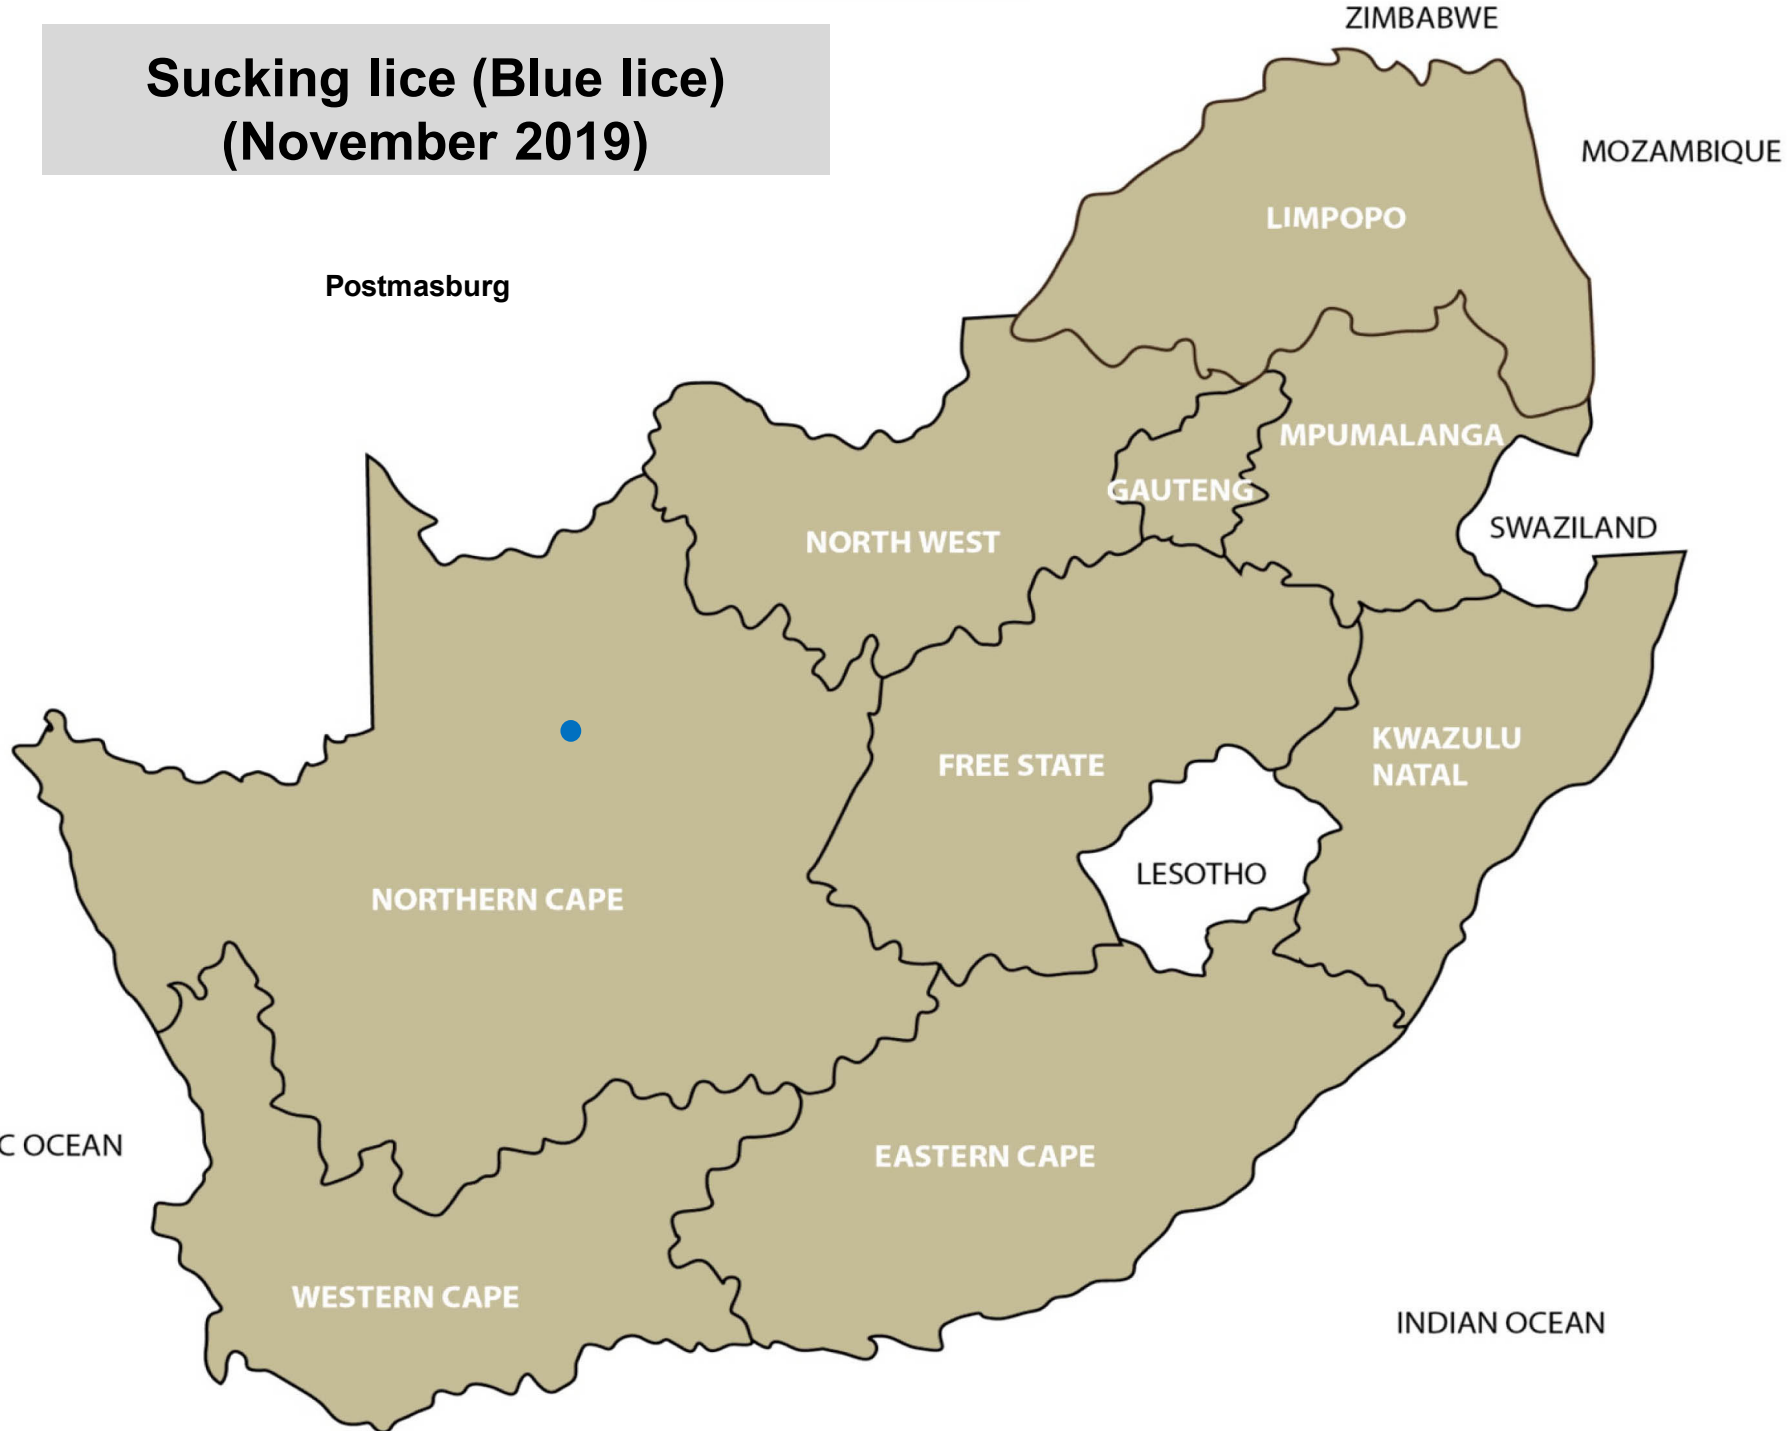 ZIMBABWE
Sucking lice (Blue lice)
(November 2019)
MOZAMBIQUE
LIMPOPO
Postmasburg
MPUMALANGA
GAUTENG
SWAZILAND
NORTH WEST
KWAZULU
NATAL
FREE STATE
LESOTHO
NORTHERN CAPE
C OCEAN
EASTERN CAPE
WESTERN CAPE
INDIAN OCEAN